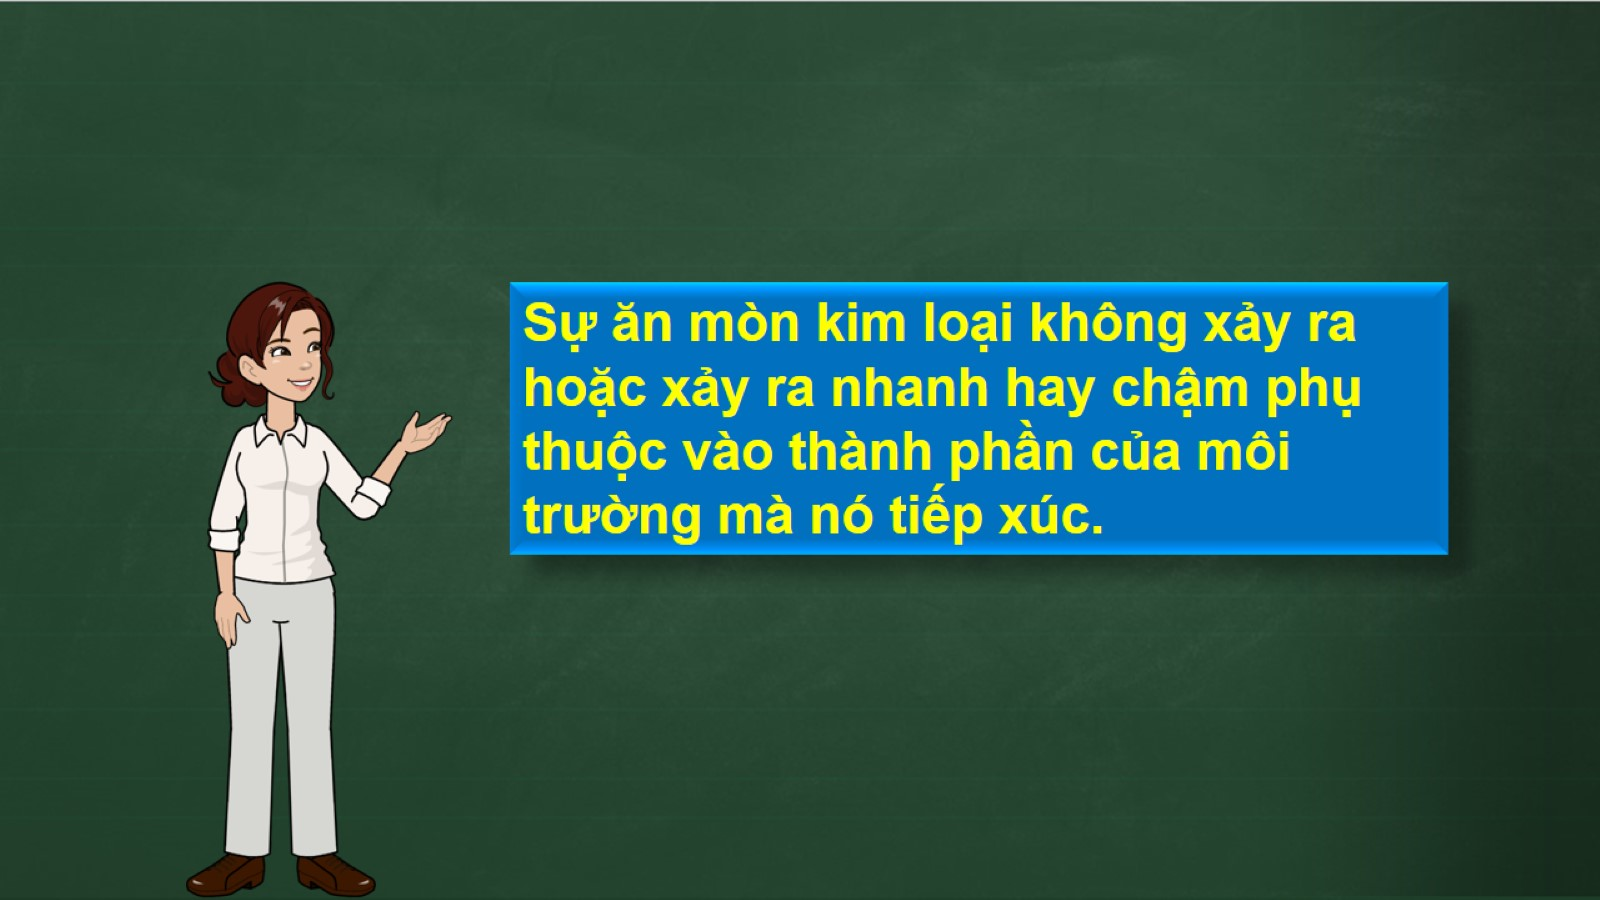 Sự ăn mòn kim loại không xảy ra
hoặc xảy ra nhanh hay chậm phụ
thuộc vào thành phần của môi
trường mà nó tiếp xúc.